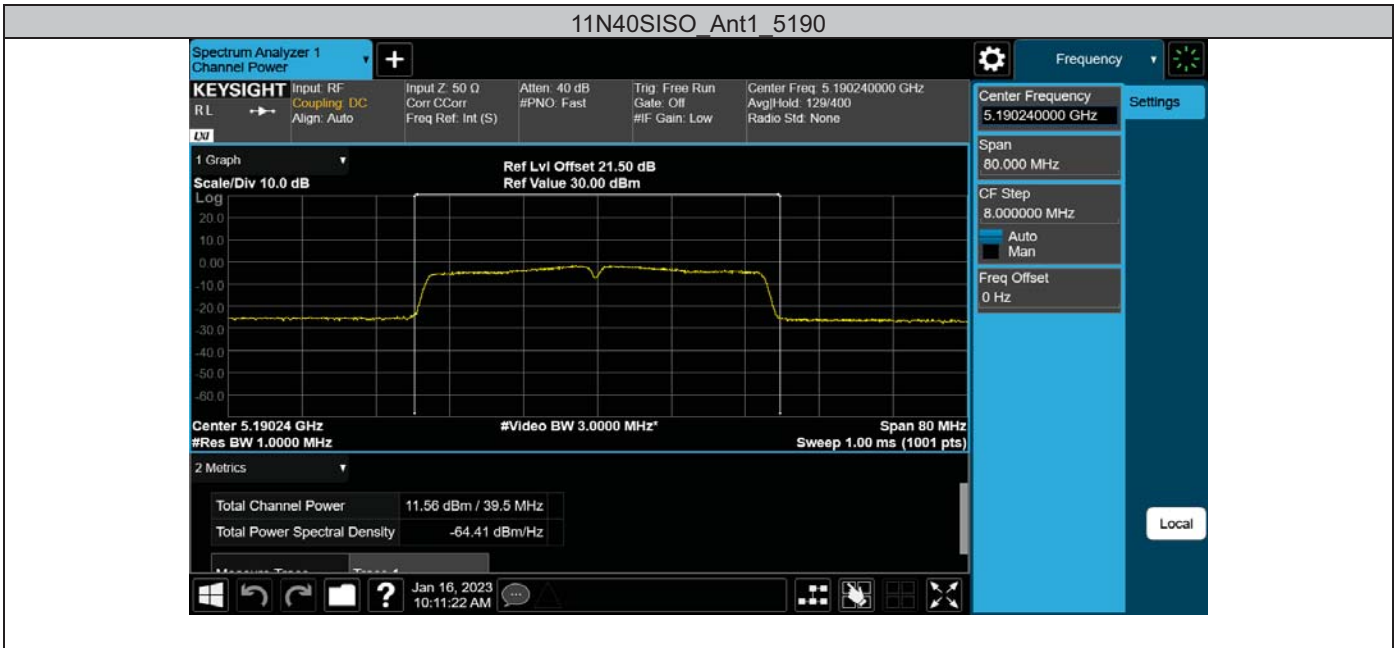 11N40SISO_Ant1_5190
Spectrum Analyzer 1
Channel Power
+
Frequency
KEYSIGHT
R L
LXI
Input: RF
Coupling: DC
Align: Auto
Input Z: 50 Ω
Corr CCorr
Freq Ref: Int (S)
Atten: 40 dB
#PNO: Fast
Trig: Free Run
Gate: Off
#IF Gain: Low
Center Freq: 5.190240000 GHz
Avg|Hold: 129/400
Radio Std: None
1 Graph
Scale/Div 10.0 dB
Ref Lvl Offset 21.50 dB
Ref Value 30.00 dBm
Log
20.0
10.0
0.00
-10.0
-20.0
-30.0
-40.0
-50.0
-60.0
Center 5.19024 GHz
#Res BW 1.0000 MHz
#Video BW 3.0000 MHz*
Span 80 MHz
Sweep 1.00 ms (1001 pts)
2 Metrics
Total Channel Power 11.56 dBm / 39.5 MHz
Total Power Spectral Density -64.41 dBm/Hz
?
Jan 16, 2023
10:11:22 AM
Center Frequency
5.190240000 GHz
Settings
Span
80.000 MHz
CF Step
8.000000 MHz
Auto
Man
Freq Offset
0 Hz
Local